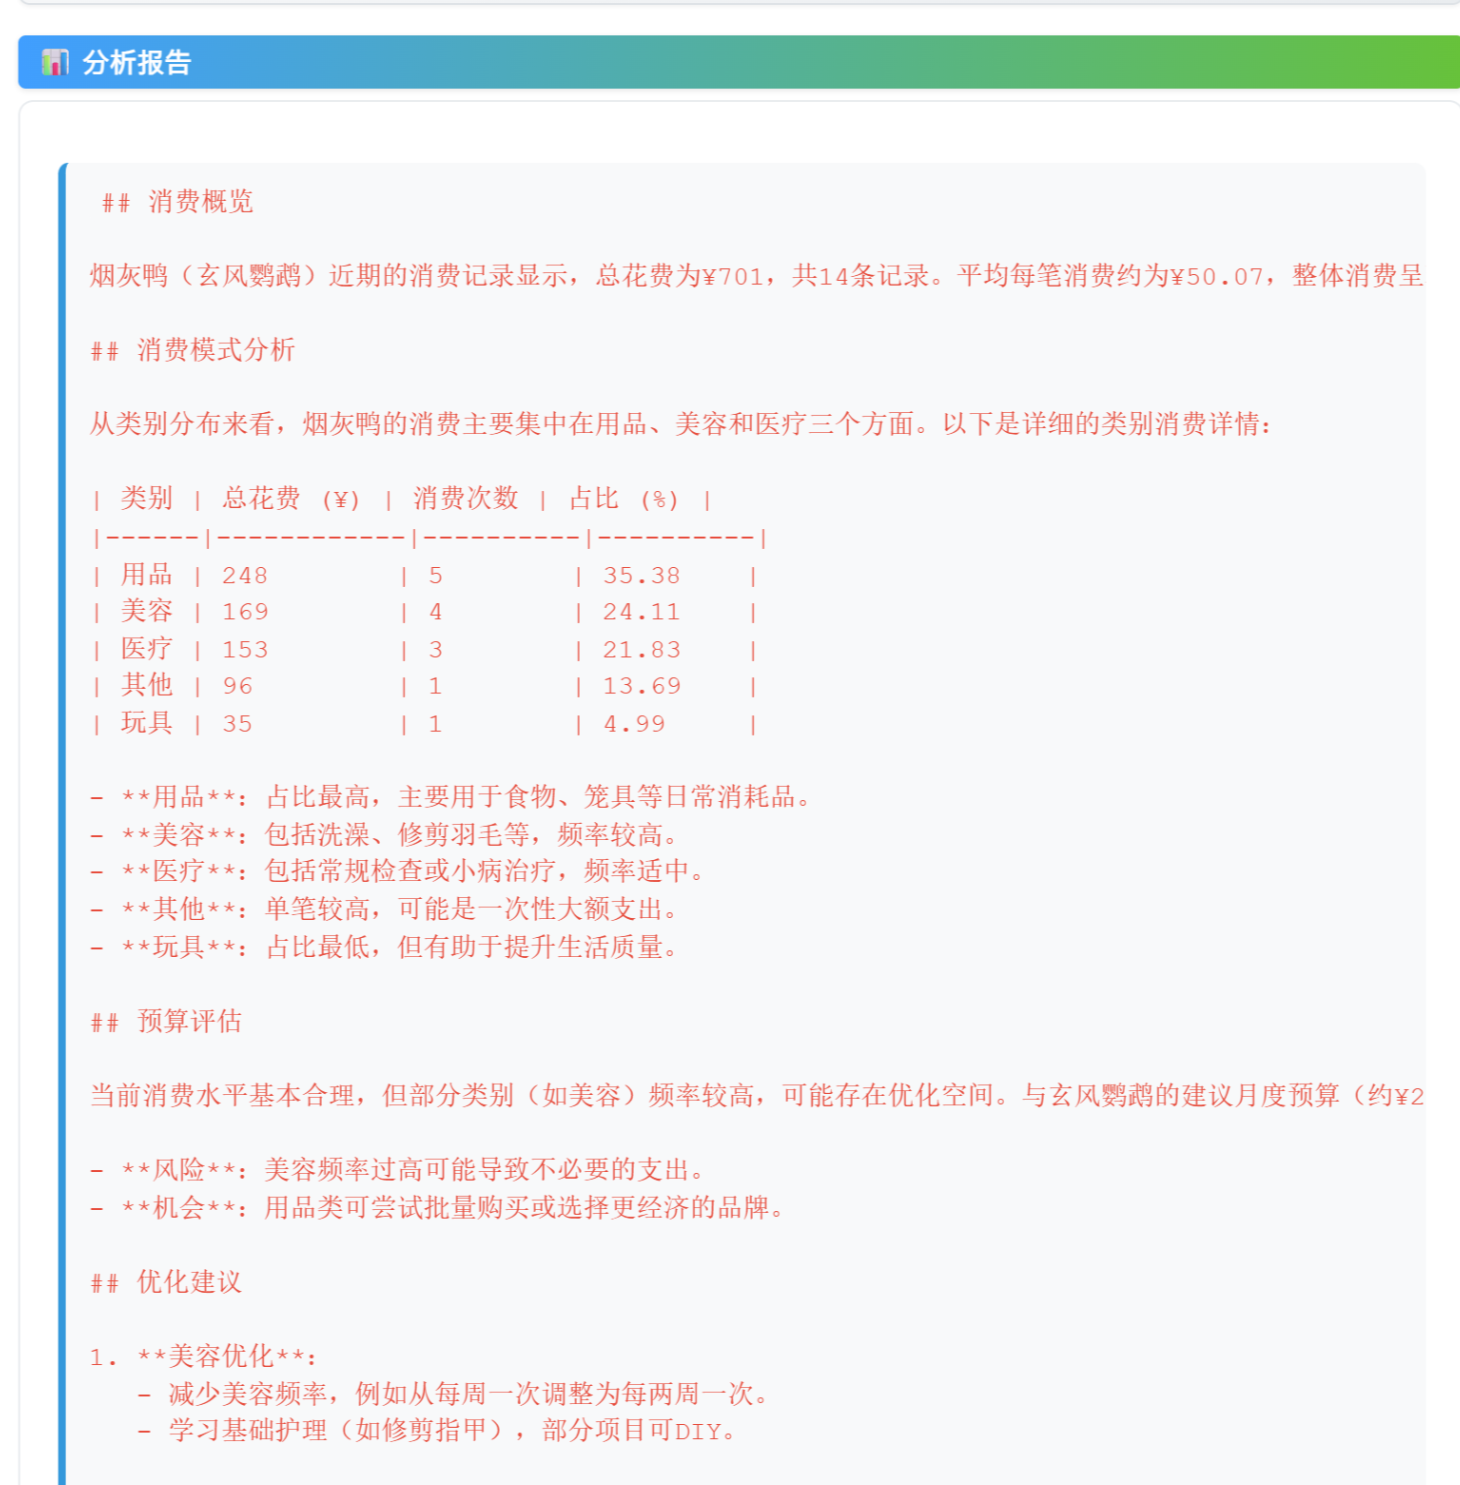 分析报告
## 消费概览
烟灰鸭（玄风鹦鹉）近期的消费记录显示，总花费为¥701，共14条记录。平均每笔消费约为¥50.07，整体消费呈
## 消费模式分析
从类别分布来看，烟灰鸭的消费主要集中在用品、美容和医疗三个方面。以下是详细的类别消费详情：
| 类别 | 总花费 (¥) | 消费次数 | 占比 (%) |
|------|------------|----------|----------|
| 用品 | 248 | 5 | 35.38 |
| 美容 | 169 | 4 | 24.11 |
| 医疗 | 153 | 3 | 21.83 |
| 其他 | 96 | 1 | 13.69 |
| 玩具 | 35 | 1 | 4.99 |
- **用品**: 占比最高，主要用于食物、笼具等日常消耗品。
- **美容**: 包括洗澡、修剪羽毛等，频率较高。
- **医疗**: 包括常规检查或小病治疗，频率适中。
- **其他**: 单笔较高，可能是一次性大额支出。
- **玩具**: 占比最低，但有助于提升生活质量。
## 预算评估
当前消费水平基本合理，但部分类别（如美容）频率较高，可能存在优化空间。与玄风鹦鹉的建议月度预算（约¥2
- **风险**: 美容频率过高可能导致不必要的支出。
- **机会**: 用品类可尝试批量购买或选择更经济的品牌。
## 优化建议
1. **美容优化**:
- 减少美容频率，例如从每周一次调整为每两周一次。
- 学习基础护理（如修剪指甲），部分项目可DIY。